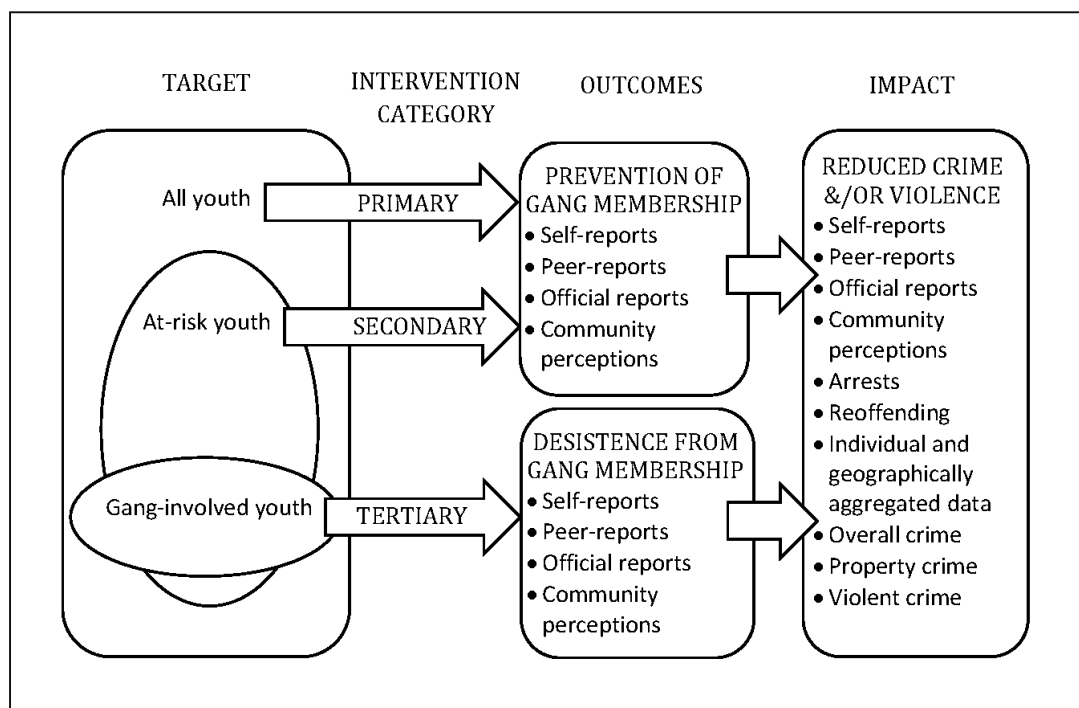 TARGET
INTERVENTION
CATEGORY
OUTCOMES
IMPACT
All youth
PRIMARY
At-risk youth
SECONDARY
Gang-involved youth
TERTIARY
PREVENTION OF
GANG MEMBERSHIP
• Self-reports
• Peer-reports
• Official reports
• Community
perceptions
DESISTENCE FROM
GANG MEMBERSHIP
• Self-reports
• Peer-reports
• Official reports
• Community
perceptions
REDUCED CRIME
&/OR VIOLENCE
• Self-reports
• Peer-reports
• Official reports
• Community
perceptions
• Arrests
• Reoffending
• Individual and
geographically
aggregated data
• Overall crime
• Property crime
• Violent crime